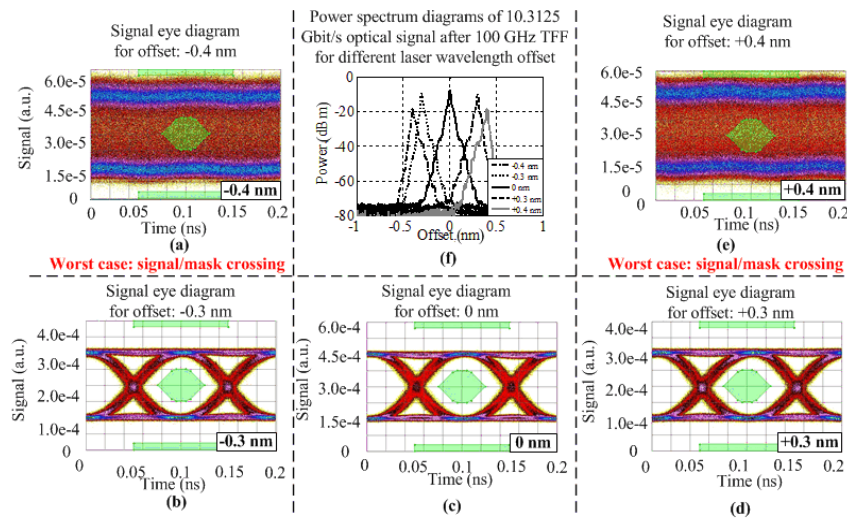 Signal eye diagram
for offset: -0.4 nm
6.0e-5
4.5e-5
3.0e-5
1.5e-5
0
Signal (a.u.)
-0.4 nm
0 0.05 0.1 0.15 0.2
Time (ns)
(a)
Worst case: signal/mask crossing
Power spectrum diagrams of 10.3125
Gbit/s optical signal after 100 GHz TFF
for different laser wavelength offset
0
-20
-40
-60
-80
Power (dB m)
-0.4 nm
-0.3 nm
0 nm
+0.3 nm
+0.4 nm
-1 -0.5 0 0.5 1
Offset (nm)
(f)
Signal eye diagram
for offset: +0.4 nm
6.0e-5
4.5e-5
3.0e-5
1.5e-5
0
Signal (a.u.)
+0.4 nm
0 0.05 0.1 0.15 0.2
Time (ns)
(e)
Worst case: signal/mask crossing
Signal eye diagram
for offset: -0.3 nm
4.0e-4
3.0e-4
2.0e-4
1.0e-4
0
Signal (a.u.)
-0.3 nm
0 0.05 0.1 0.15 0.2
Time (ns)
(b)
Signal eye diagram
for offset: 0 nm
6.0e-4
4.5e-4
3.0e-4
1.5e-4
0
Signal (a.u.)
0 nm
0 0.05 0.1 0.15 0.2
Time (ns)
(c)
Signal eye diagram
for offset: +0.3 nm
4.0e-4
3.0e-4
2.0e-4
1.0e-4
0
Signal (a.u.)
+0.3 nm
0 0.05 0.1 0.15 0.2
Time (ns)
(d)